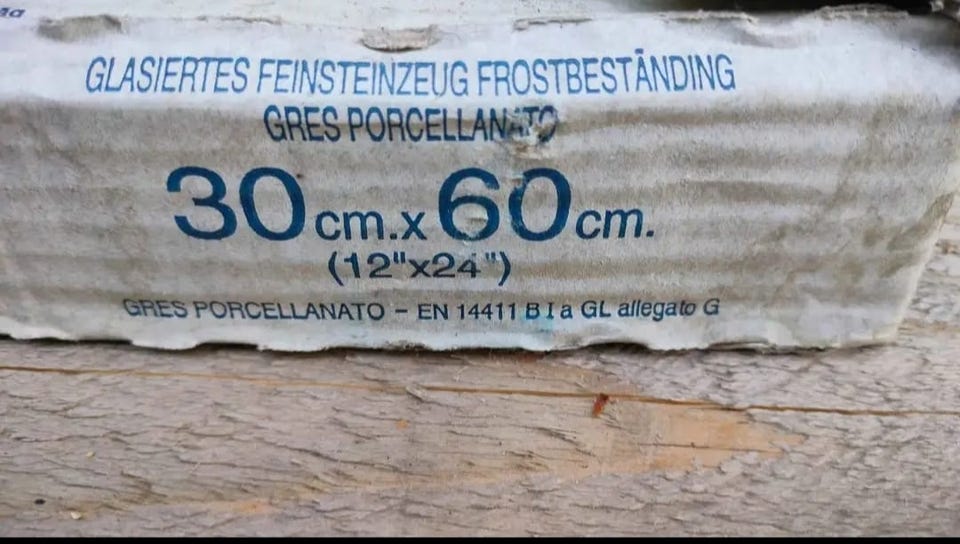 GLASIERTES FEINSTEINZEUG FROSTBESTÄNDING
GRES PORCELLANATO
30 cm. x 60 cm.
(12"x24")
GRES PORCELLANATO – EN 14411 B I a GL allegato G